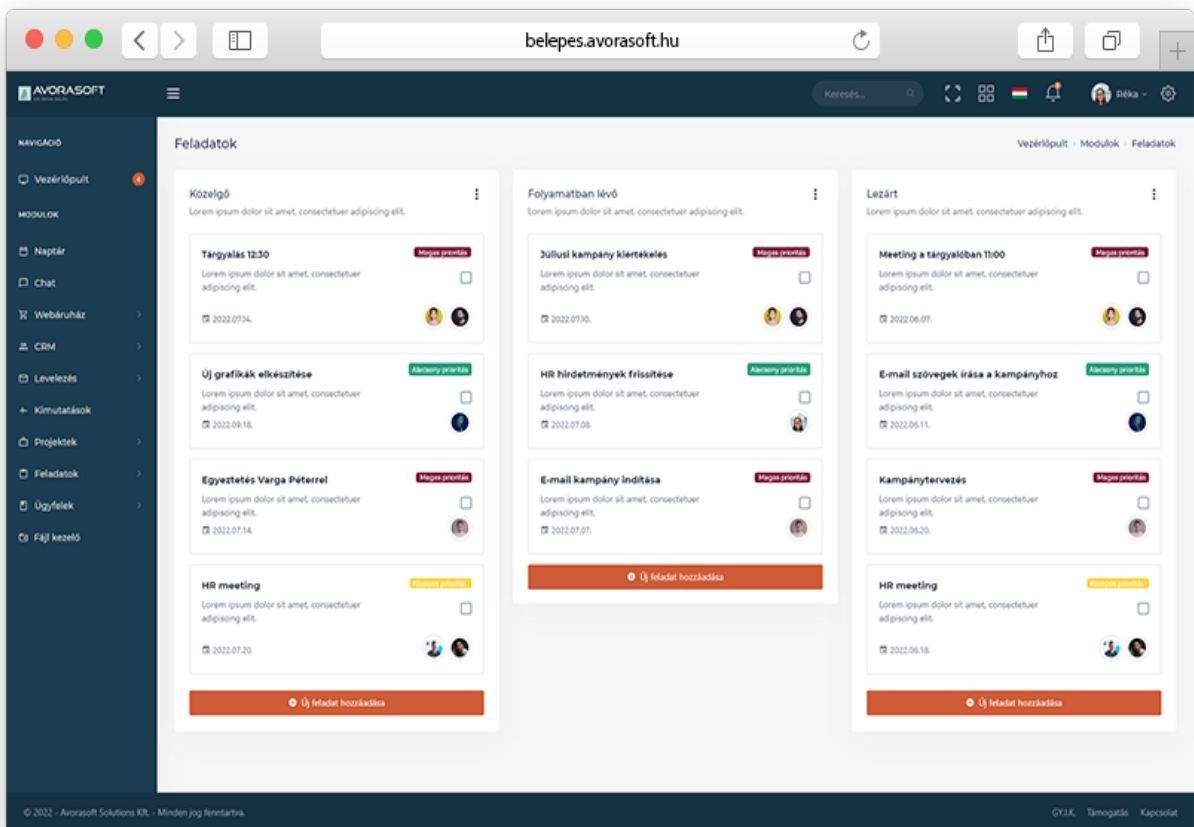 belepes.avorasoft.hu
AVORASOFT
Keresés...
Réka
NAVIGÁCIÓ
Vezérlőpult
4
MODULOK
Naptár
Chat
Webáruház
CRM
Levelezés
Kimutatások
Projektek
Feladatok
Ügyfelek
Fájl kezelő
Feladatok
Vezérlőpult
Modulok
Feladatok
Közelgő
Lorem ipsum dolor sit amet, consectetuer adipiscing elit.
Tárgyalás 12:30
Magas prioritás
Lorem ipsum dolor sit amet, consectetuer
adipiscing elit.
2022.07.14.
Új grafikák elkészítése
Alacsony prioritás
Lorem ipsum dolor sit amet, consectetuer
adipiscing elit.
2022.09.18.
Egyeztetés Varga Péterrel
Magas prioritás
Lorem ipsum dolor sit amet, consectetuer
adipiscing elit.
2022.07.14.
HR meeting
Közepes prioritás
Lorem ipsum dolor sit amet, consectetuer
adipiscing elit.
2022.07.20.
Új feladat hozzáadása
Folyamatban lévő
Lorem ipsum dolor sit amet, consectetuer adipiscing elit.
Júliusi kampány kiértékelés
Magas prioritás
Lorem ipsum dolor sit amet, consectetuer
adipiscing elit.
2022.07.10.
HR hirdetmények frissítése
Alacsony prioritás
Lorem ipsum dolor sit amet, consectetuer
adipiscing elit.
2022.07.08.
E-mail kampány indítása
Magas prioritás
Lorem ipsum dolor sit amet, consectetuer
adipiscing elit.
2022.07.07.
Új feladat hozzáadása
Lezárt
Lorem ipsum dolor sit amet, consectetuer adipiscing elit.
Meeting a tárgyalóban 11:00
Magas prioritás
Lorem ipsum dolor sit amet, consectetuer
adipiscing elit.
2022.06.07.
E-mail szövegek írása a kampányhoz
Alacsony prioritás
Lorem ipsum dolor sit amet, consectetuer
adipiscing elit.
2022.06.11.
Kampánytervezés
Magas prioritás
Lorem ipsum dolor sit amet, consectetuer
adipiscing elit.
2022.06.20.
HR meeting
Közepes prioritás
Lorem ipsum dolor sit amet, consectetuer
adipiscing elit.
2022.06.18.
Új feladat hozzáadása
© 2022 - Avorasoft Solutions Kft. - Minden jog fenntartva.
GY.I.K.
Támogatás
Kapcsolat